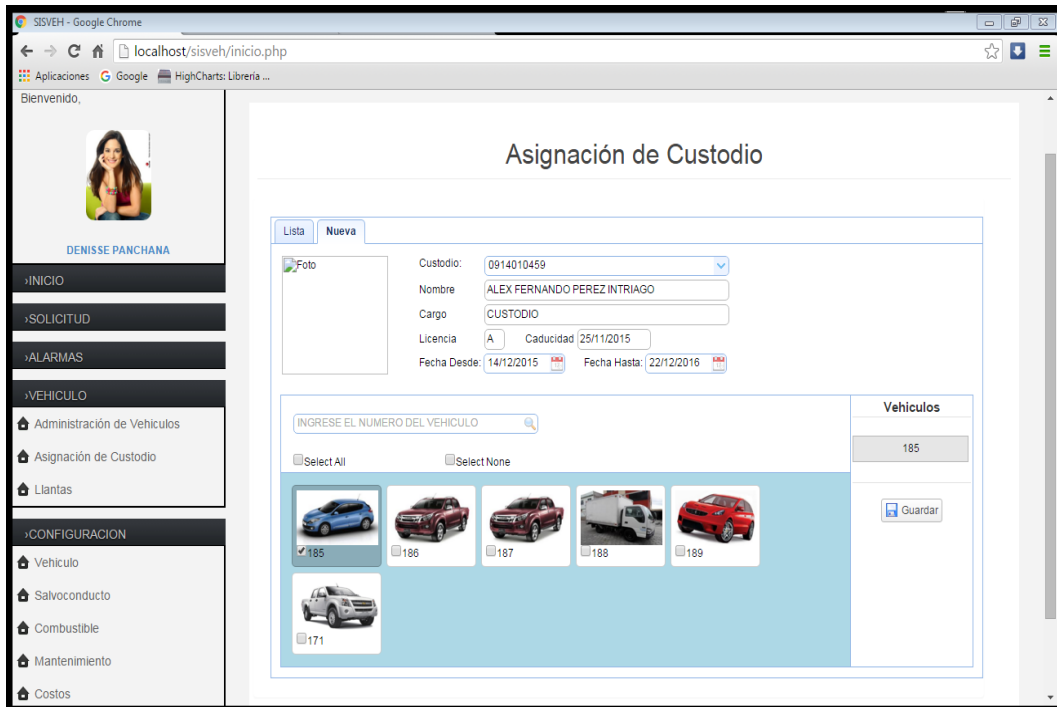 SISVEH - Google Chrome
localhost/sisveh/inicio.php
Aplicaciones Google HighCharts: Librería ...
Bienvenido,
DENISSE PANCHANA
›INICIO
›SOLICITUD
›ALARMAS
›VEHICULO
Administración de Vehiculos
Asignación de Custodio
Llantas
›CONFIGURACION
Vehiculo
Salvoconducto
Combustible
Mantenimiento
Costos
Asignación de Custodio
Lista Nueva
Foto
Custodio: 0914010459
Nombre ALEX FERNANDO PEREZ INTRIAGO
Cargo CUSTODIO
Licencia A Caducidad 25/11/2015
Fecha Desde: 14/12/2015 Fecha Hasta: 22/12/2016
INGRESE EL NUMERO DEL VEHICULO
Select All Select None
185 186 187 188 189
171
Vehiculos
185
Guardar